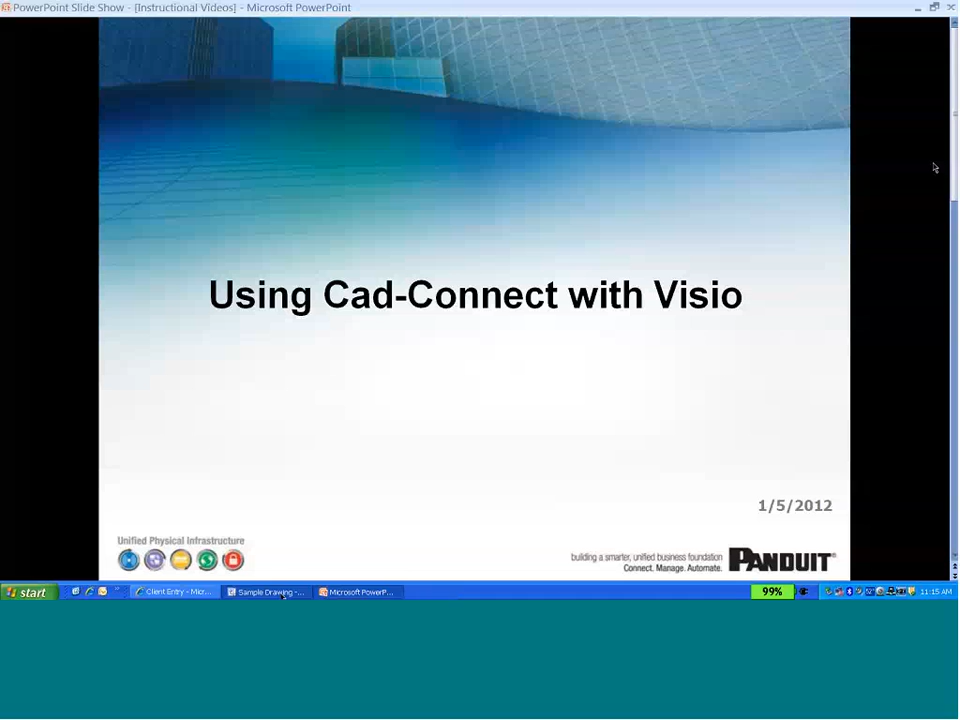 PowerPoint Slide Show - [Instructional Videos] - Microsoft PowerPoint
Using Cad-Connect with Visio
1/5/2012
Unified Physical Infrastructure
building a smarter, unified business foundation
Connect. Manage. Automate.
PANDUIT®
start
Client Entry - Micr...
Sample Drawing -...
Microsoft PowerP...
99%
11:15 AM